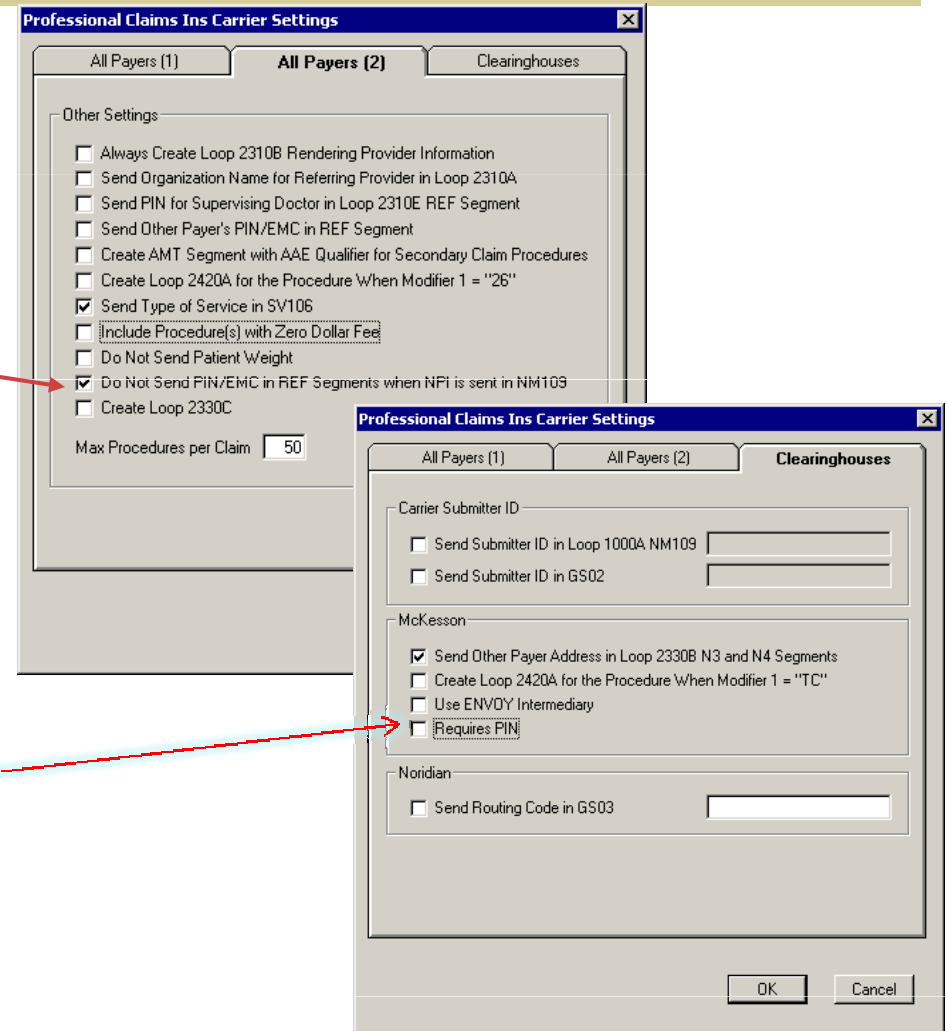 Professional Claims Ins Carrier Settings
All Payers (1)
All Payers (2)
Clearinghouses
Other Settings
Always Create Loop 2310B Rendering Provider Information
Send Organization Name for Referring Provider in Loop 2310A
Send PIN for Supervising Doctor in Loop 2310E REF Segment
Send Other Payer's PIN/EMC in REF Segment
Create AMT Segment with AAE Qualifier for Secondary Claim Procedures
Create Loop 2420A for the Procedure When Modifier 1 = "26"
Send Type of Service in SV106
Include Procedure(s) with Zero Dollar Fee
Do Not Send Patient Weight
Do Not Send PIN/EMC in REF Segments when NPI is sent in NM109
Create Loop 2330C
Max Procedures per Claim 50
Professional Claims Ins Carrier Settings
All Payers (1)
All Payers (2)
Clearinghouses
Carrier Submitter ID
Send Submitter ID in Loop 1000A NM109
Send Submitter ID in GS02
McKesson
Send Other Payer Address in Loop 2330B N3 and N4 Segments
Create Loop 2420A for the Procedure When Modifier 1 = "TC"
Use ENVOY Intermediary
Requires PIN
Noridian
Send Routing Code in GS03
OK
Cancel